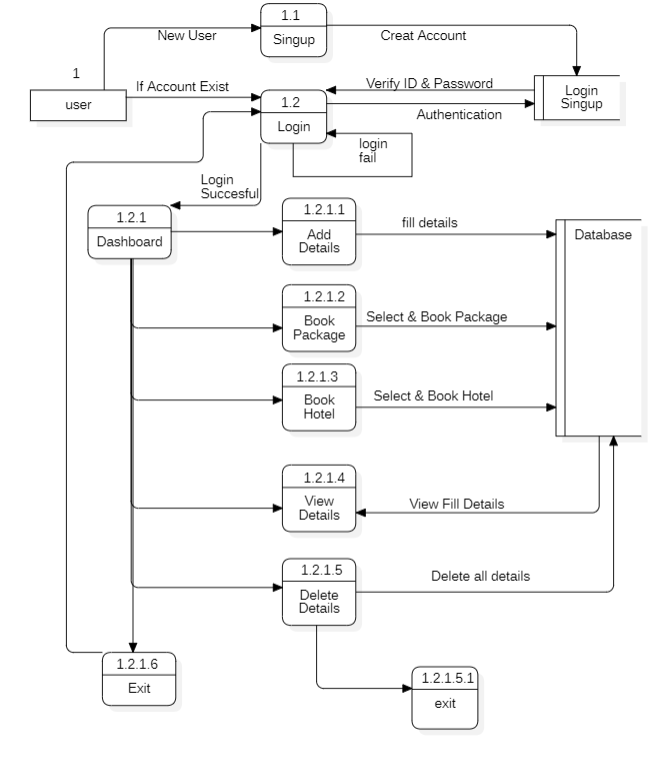 1.1
New User
Singup
Creat Account
1
user
If Account Exist
1.2
Login
Verify ID & Password
Authentication
Login
Singup
login
fail
Login
Succesful
1.2.1
Dashboard
1.2.1.1
Add
Details
fill details
Database
1.2.1.2
Book
Package
Select & Book Package
1.2.1.3
Book
Hotel
Select & Book Hotel
1.2.1.4
View
Details
View Fill Details
1.2.1.5
Delete
Details
Delete all details
1.2.1.6
Exit
1.2.1.5.1
exit